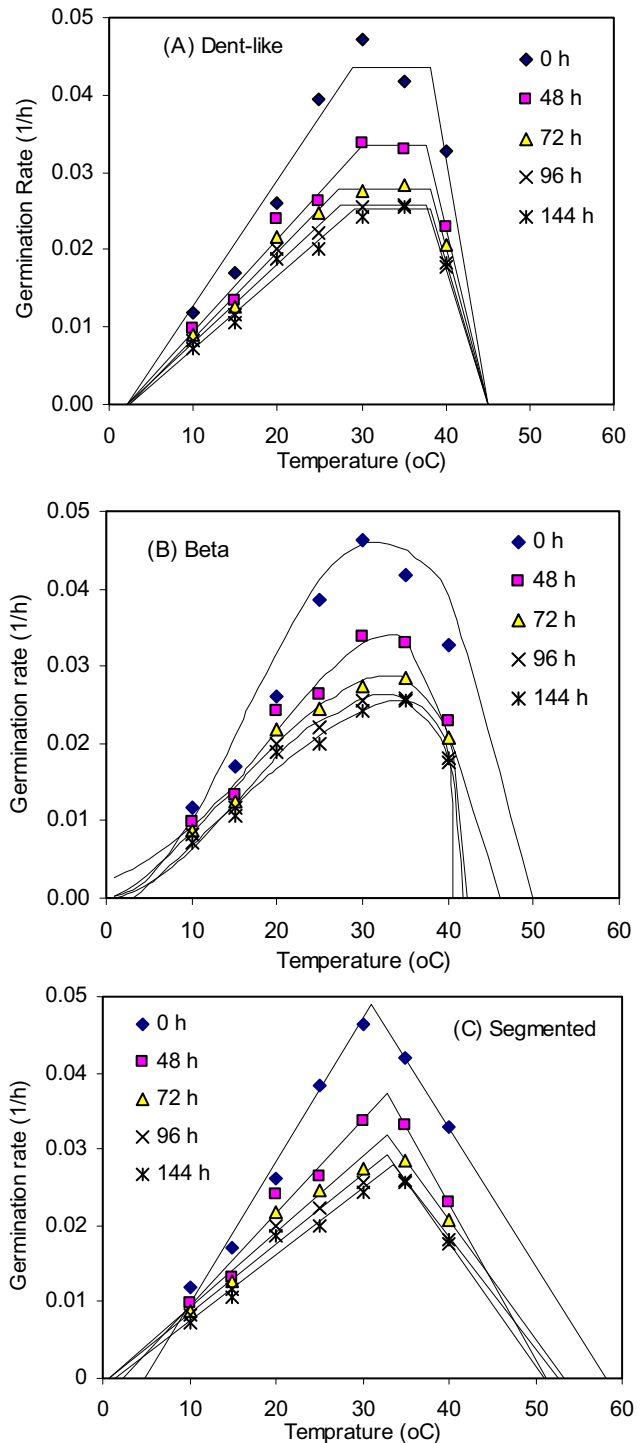 (A) Dent-like
0 h
48 h
72 h
96 h
144 h
Germination Rate (1/h)
0.05
0.04
0.03
0.02
0.01
0.00
0 10 20 30 40 50 60
Temperature (oC)
(B) Beta
0 h
48 h
72 h
96 h
144 h
Germination rate (1/h)
0.05
0.04
0.03
0.02
0.01
0.00
0 10 20 30 40 50 60
Temperature (oC)
(C) Segmented
0 h
48 h
72 h
96 h
144 h
Germination rate (1/h)
0.05
0.04
0.03
0.02
0.01
0
0 10 20 30 40 50 60
Temprature (oC)